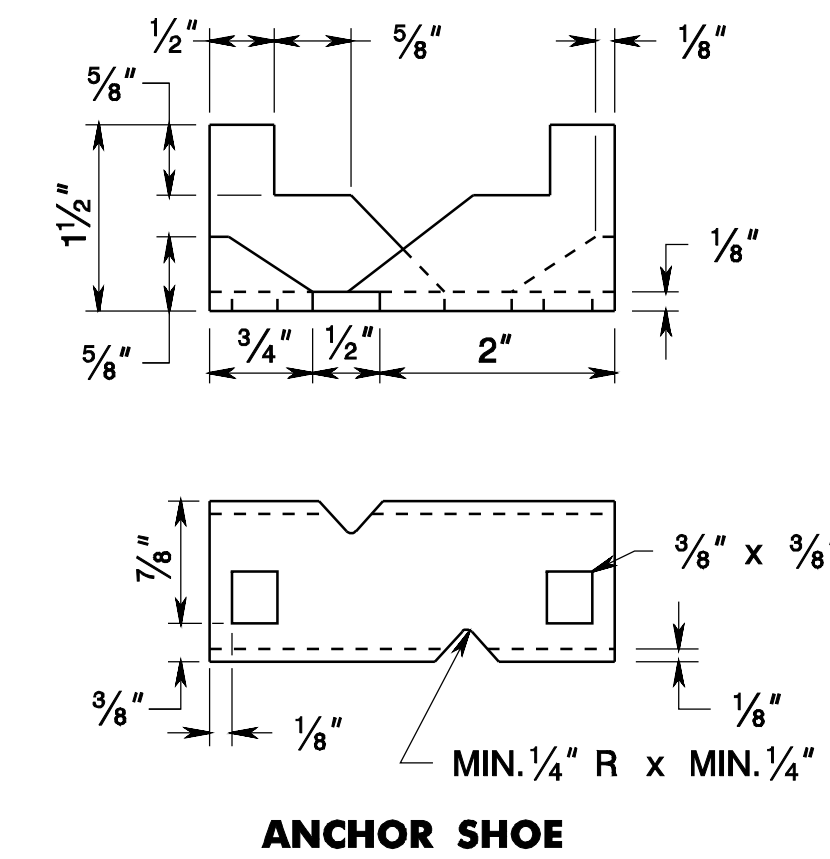 1/2" 5/8" 1/8"
5/8"
1 1/2"
1/8"
5/8"
3/4" 1/2" 2"
7/8"
3/8" x 3/8"
3/8"
1/8"
1/8"
MIN. 1/4" R x MIN. 1/4"
ANCHOR SHOE